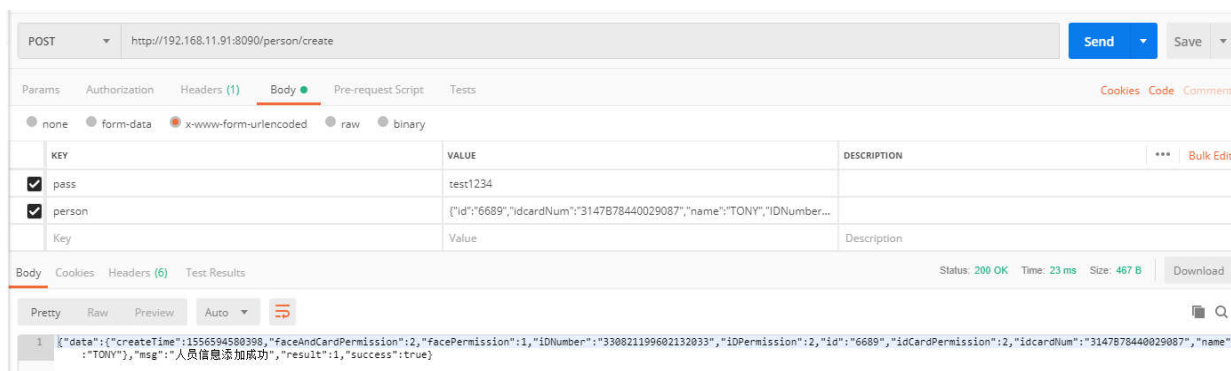 POST http://192.168.11.91:8090/person/create Send Save
Params Authorization Headers (1) Body Pre-request Script Tests Cookies Code Comment
none form-data x-www-form-urlencoded raw binary
KEY VALUE DESCRIPTION ••• Bulk Edit
pass test1234
person {"id":"6689","idcardNum":"3147B78440029087","name":"TONY","IDNumber...
Key Value Description
Body Cookies Headers (6) Test Results Status: 200 OK Time: 23 ms Size: 467 B Download
Pretty Raw Preview Auto
1 {"data":{"createTime":1556594580398,"faceAndCardPermission":2,"facePermission":1,"iDNumber":"330821199602132033","iDPermission":2,"id":"6689","idCardPermission":2,"idcardNum":"3147B78440029087","name"
:"TONY"},"msg":"人员信息添加成功","result":1,"success":true}